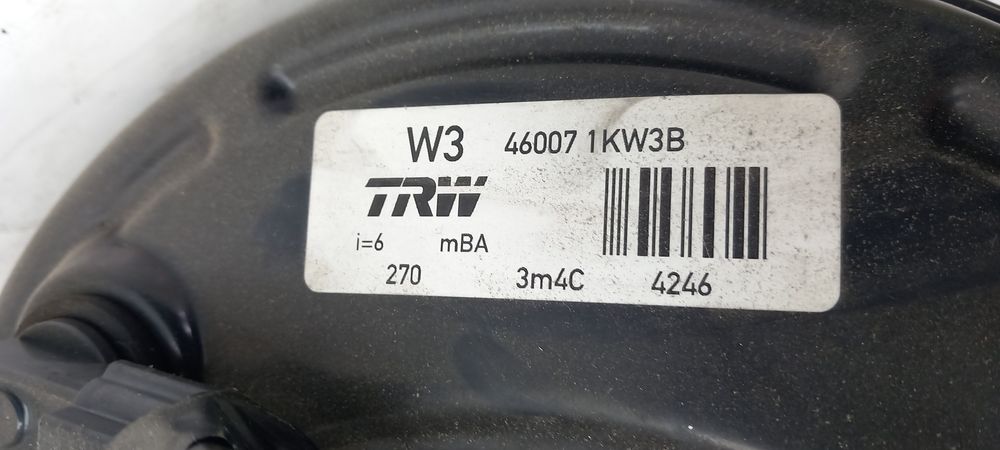 W3 46007 1KW3B
TRW
i=6 mBA
270 3m4C 4246